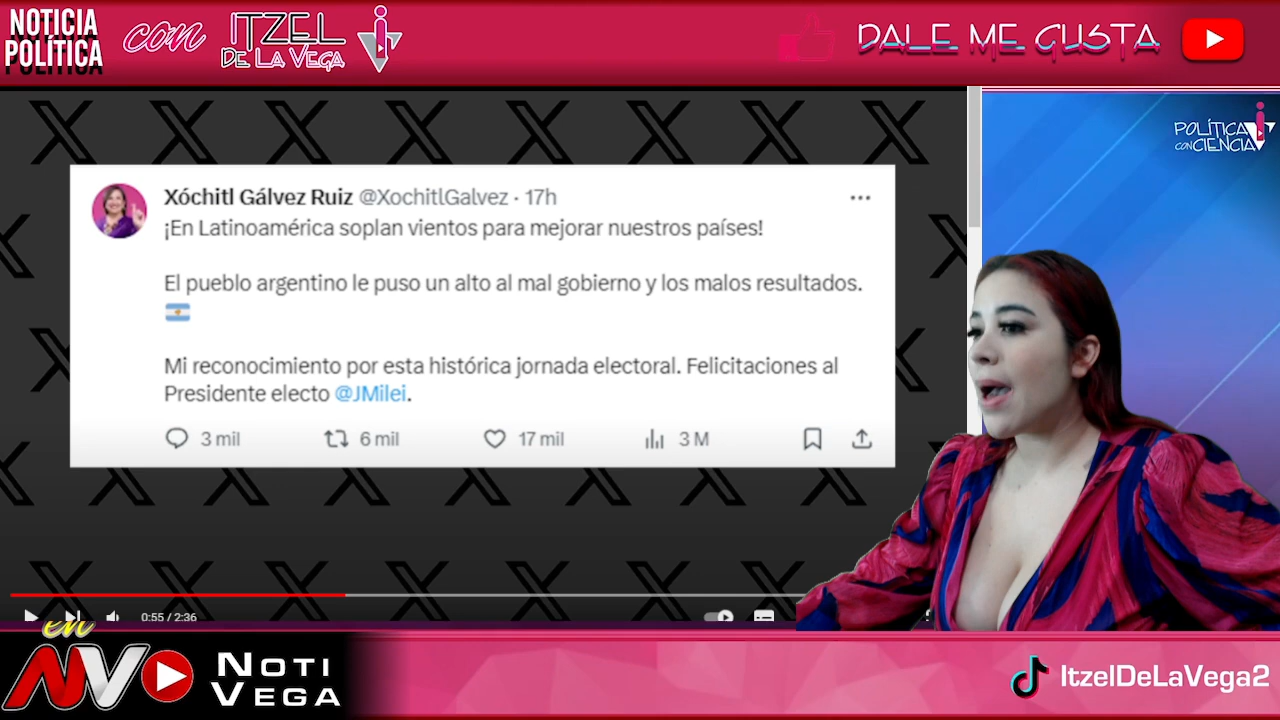 NOTICIA
POLÍTICA
con
ITZEL
DE LA VEGA
DALE ME GUSTA
POLÍTICA
CON CIENCIA
Xóchitl Gálvez Ruiz @XochitlGalvez · 17h
¡En Latinoamérica soplan vientos para mejorar nuestros países!
El pueblo argentino le puso un alto al mal gobierno y los malos resultados.
Mi reconocimiento por esta histórica jornada electoral. Felicitaciones al
Presidente electo @JMilei.
3 mil 6 mil 17 mil 3 M
0:55 / 2:36
en
NV
NOTI
VEGA
ItzelDeLaVega2